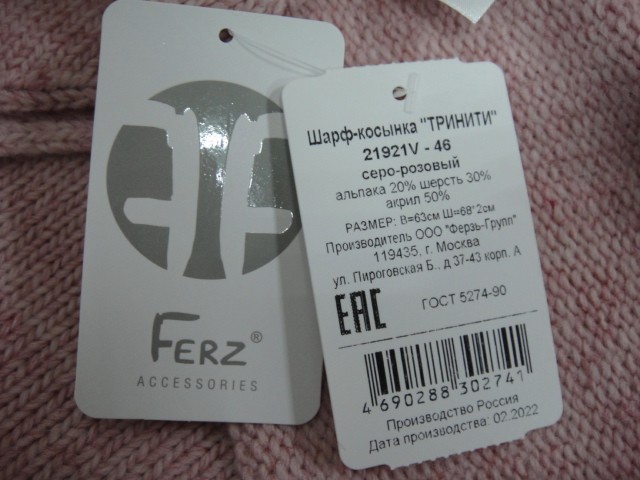 FERZ®
ACCESSORIES
Шарф-косынка "ТРИНИТИ"
21921V - 46
серо-розовый
альпака 20% шерсть 30%
акрил 50%
РАЗМЕР: В=63см Ш=68*2см
Производитель ООО "Ферзь-Групп"
119435, г. Москва
ул. Пироговская Б., д 37-43 корп. А
EAC
ГОСТ 5274-90
4 690288 302741
Производство Россия
Дата производства: 02.2022